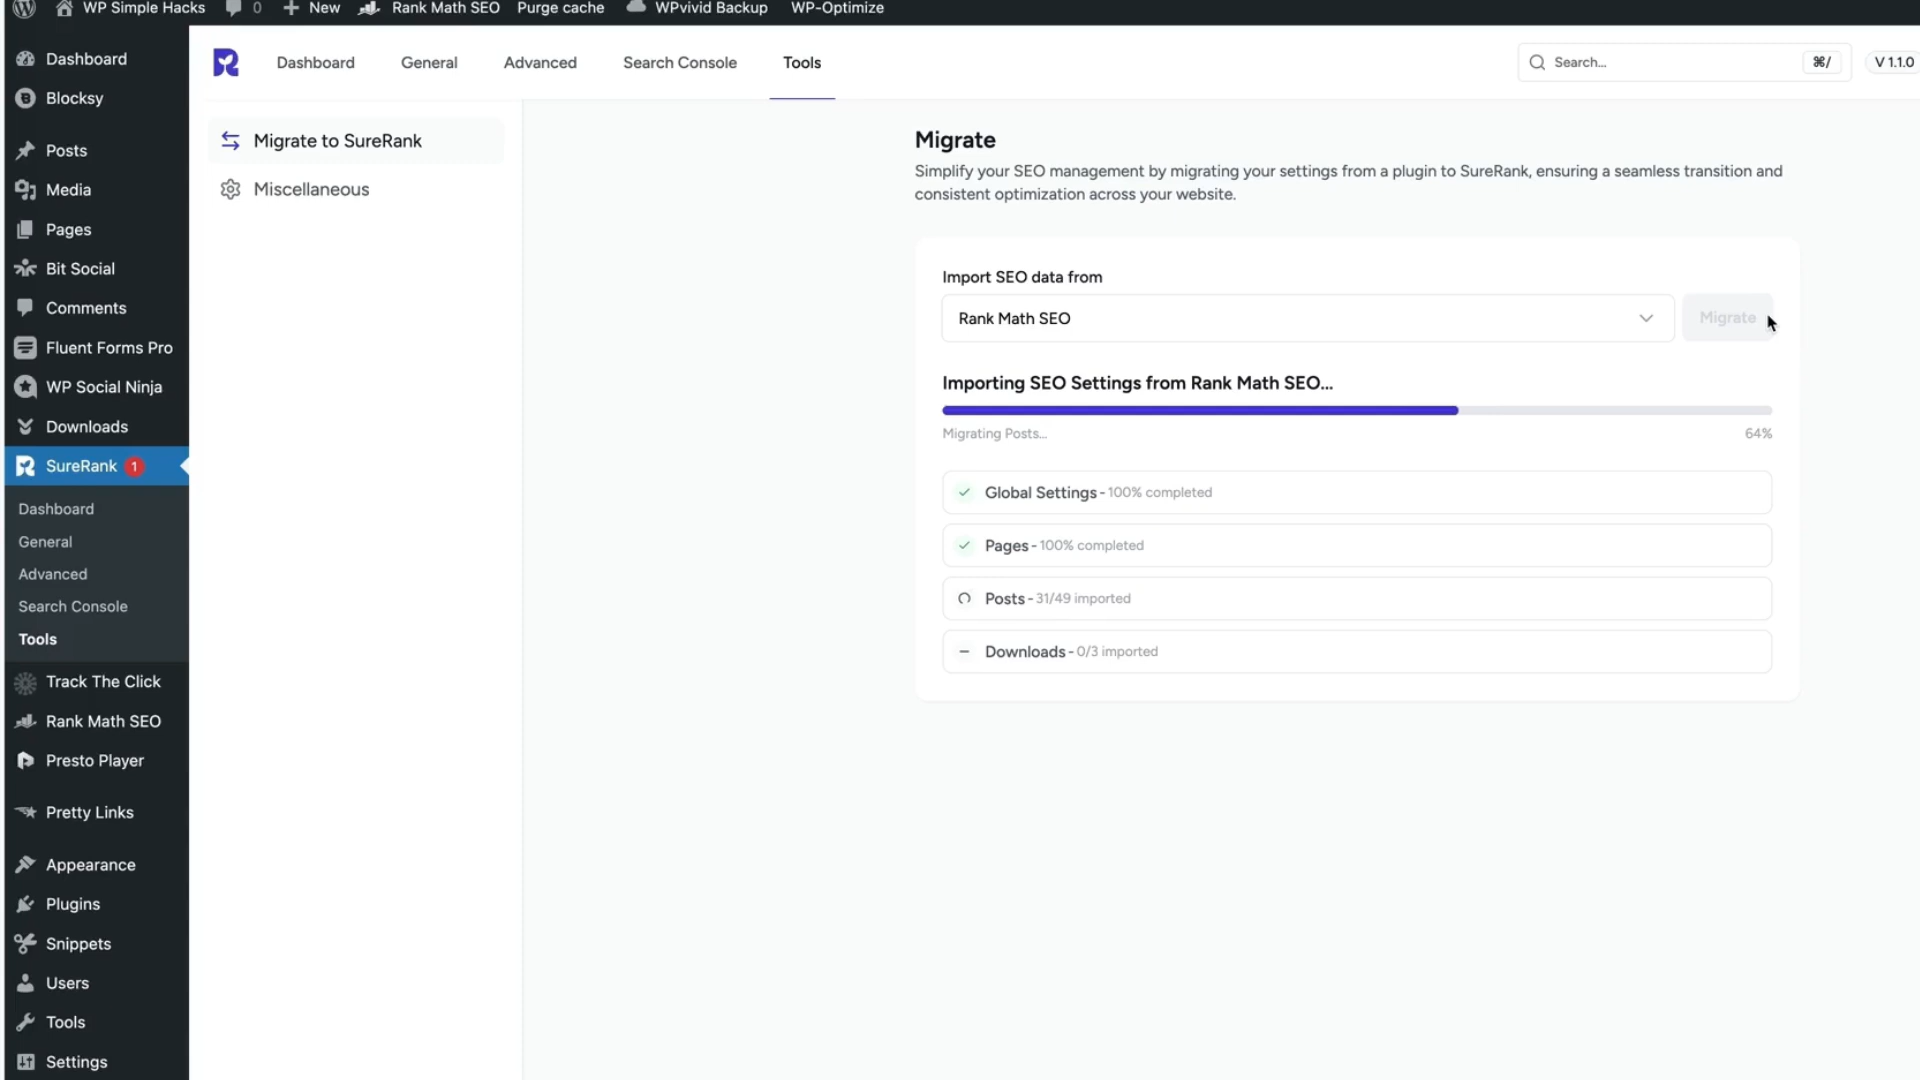 WP Simple Hacks 0 New Rank Math SEO Purge cache WPvivid Backup WP-Optimize
Dashboard
Blocksy
Posts
Media
Pages
Bit Social
Comments
Fluent Forms Pro
WP Social Ninja
Downloads
SureRank 1
Dashboard
General
Advanced
Search Console
Tools
Track The Click
Rank Math SEO
Presto Player
Pretty Links
Appearance
Plugins
Snippets
Users
Tools
Settings
Dashboard General Advanced Search Console Tools
Search... ⌘/ V 1.1.0
Migrate to SureRank
Miscellaneous
Migrate
Simplify your SEO management by migrating your settings from a plugin to SureRank, ensuring a seamless transition and
consistent optimization across your website.
Import SEO data from
Rank Math SEO Migrate
Importing SEO Settings from Rank Math SEO...
Migrating Posts... 64%
Global Settings - 100% completed
Pages - 100% completed
Posts - 31/49 imported
Downloads - 0/3 imported